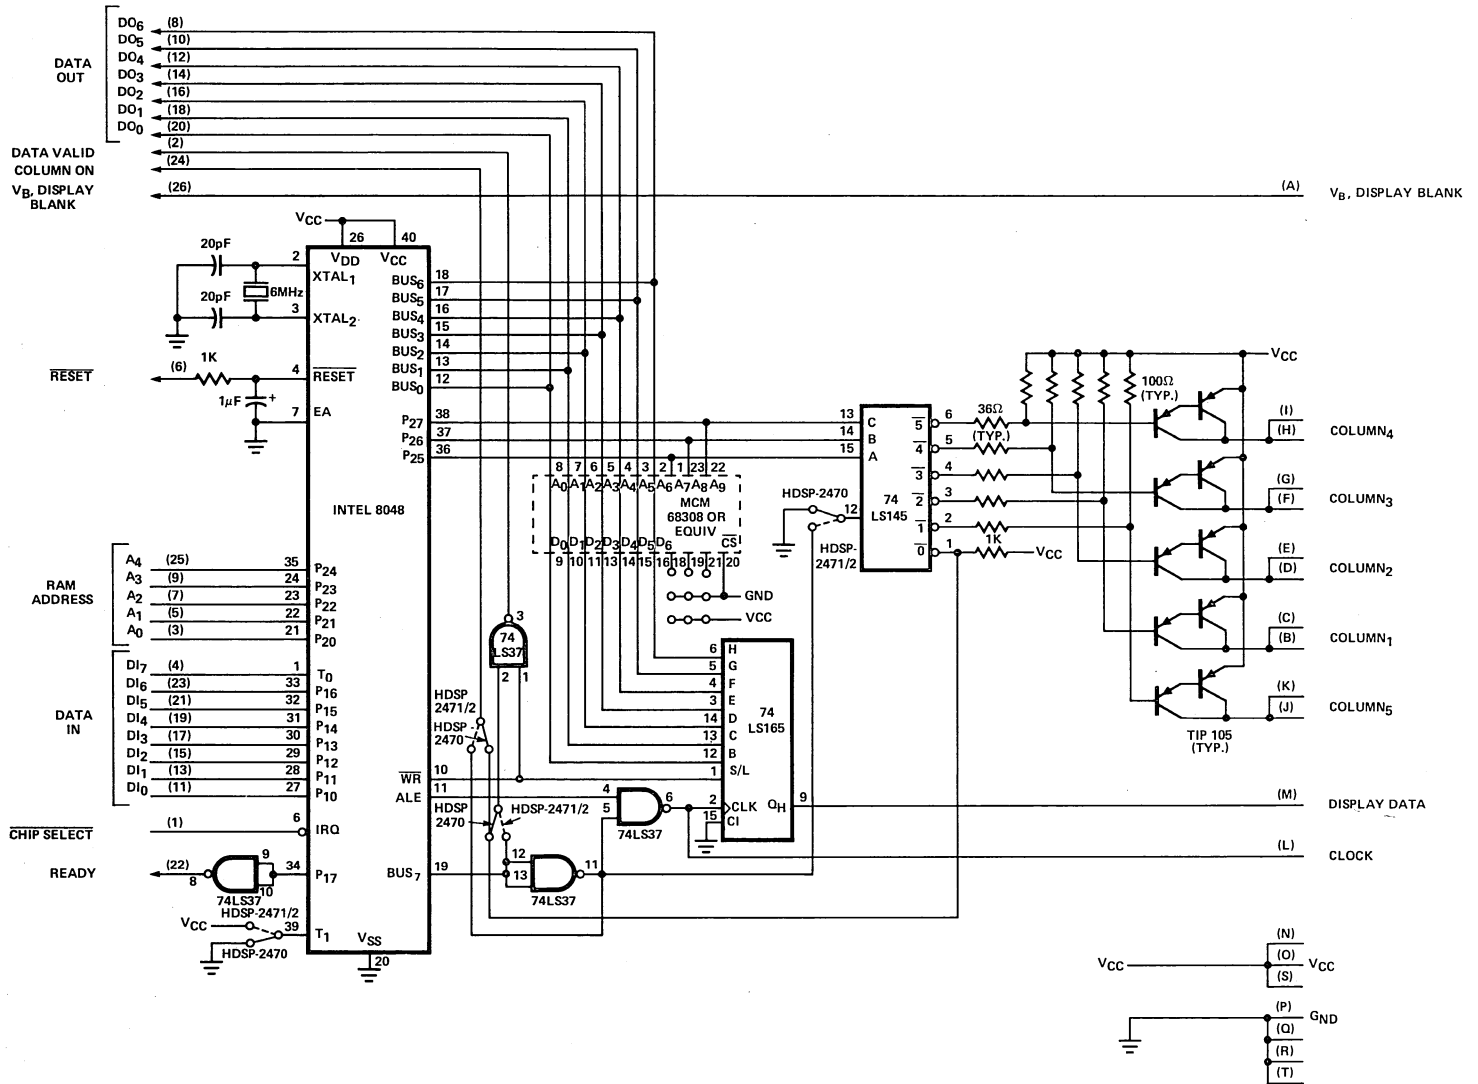 DATA OUT
DO6 (8)
DO5 (10)
DO4 (12)
DO3 (14)
DO2 (16)
DO1 (18)
DO0 (20)
DATA VALID (2)
COLUMN ON (24)
VB, DISPLAY BLANK (26)
(A) VB, DISPLAY BLANK
VCC
26 40
VDD VCC
20pF
2 XTAL1
6MHz
20pF
3 XTAL2
RESET (6) 1K
4 RESET
1µF +
7 EA
INTEL 8048
BUS6 18
BUS5 17
BUS4 16
BUS3 15
BUS2 14
BUS1 13
BUS0 12
P27 38
P26 37
P25 36
RAM ADDRESS
A4 (25) 35 P24
A3 (9) 24 P23
A2 (7) 23 P22
A1 (5) 22 P21
A0 (3) 21 P20
DATA IN
DI7 (4) 1 T0
DI6 (23) 33 P16
DI5 (21) 32 P15
DI4 (19) 31 P14
DI3 (17) 30 P13
DI2 (15) 29 P12
DI1 (13) 28 P11
DI0 (11) 27 P10
CHIP SELECT (1) 6 IRQ
READY (22) 8 9 10 34 P17
74LS37
HDSP-2471/2
VCC 39 T1
HDSP-2470
VSS
20
WR 10
ALE 11
BUS7 19
8 7 6 5 4 3 2 1 23 22
A0 A1 A2 A3 A4 A5 A6 A7 A8 A9
MCM
68308 OR
EQUIV
CS
D0 D1 D2 D3 D4 D5 D6
9 10 11 13 14 15 16 18 19 21 20
GND
VCC
3
74
LS37
2 1
HDSP
2471/2
HDSP-
2470
HDSP
2470
HDSP-2471/2
4
5
6
74LS37
12
13
11
74LS37
6 H
5 G
4 F
3 E
14 D
13 C
12 B
1 S/L
2 CLK
15 CI
74
LS165
QH 9
13 C
14 B
15 A
HDSP-2470
12
HDSP-
2471/2
74
LS145
5 6
4 5
3 4
2 3
1 2
0 1
36Ω
(TYP.)
1K
VCC
100Ω
(TYP.)
VCC
(I)
(H) COLUMN4
(G)
(F) COLUMN3
(E)
(D) COLUMN2
(C)
(B) COLUMN1
(K)
(J) COLUMN5
TIP 105
(TYP.)
(M) DISPLAY DATA
(L) CLOCK
(N)
VCC (O) VCC
(S)
(P) GND
(Q)
(R)
(T)